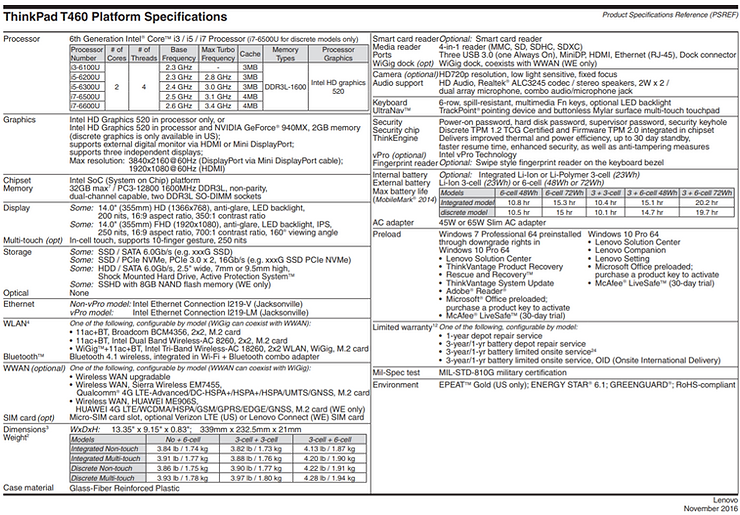 ThinkPad T460 Platform Specifications
Product Specifications Reference (PSREF)
Processor
6th Generation Intel® Core™ i3 / i5 / i7 Processor (i7-6500U for discrete models only)
Processor Number # of Cores # of Threads Base Frequency Max Turbo Frequency Cache Memory Types Processor Graphics
i3-6100U 2 4 2.3 GHz - 3MB DDR3L-1600 Intel HD graphics 520
i5-6200U 2.3 GHz 2.8 GHz 3MB
i5-6300U 2.4 GHz 3.0 GHz 3MB
i7-6500U 2.5 GHz 3.1 GHz 4MB
i7-6600U 2.6 GHz 3.4 GHz 4MB
Graphics
Intel HD Graphics 520 in processor only, or
Intel HD Graphics 520 in processor and NVIDIA GeForce® 940MX, 2GB memory
(discrete graphics is only available in US);
supports external digital monitor via HDMI or Mini DisplayPort;
supports three independent displays;
Max resolution: 3840x2160@60Hz (DisplayPort via Mini DisplayPort cable);
1920x1080@60Hz (HDMI)
Chipset Intel SoC (System on Chip) platform
Memory 32GB max⁷ / PC3-12800 1600MHz DDR3L, non-parity,
dual-channel capable, two DDR3L SO-DIMM sockets
Display Some: 14.0" (355mm) HD (1366x768), anti-glare, LED backlight,
200 nits, 16:9 aspect ratio, 350:1 contrast ratio
Some: 14.0" (355mm) FHD (1920x1080), anti-glare, LED backlight, IPS,
250 nits, 16:9 aspect ratio, 700:1 contrast ratio, 160° viewing angle
Multi-touch (opt) In-cell touch, supports 10-finger gesture, 250 nits
Storage Some: SSD / SATA 6.0Gb/s (e.g. xxxG SSD)
Some: SSD / PCIe NVMe, PCIe 3.0 x 2, 16Gb/s (e.g. xxxG SSD PCIe NVMe)
Some: HDD / SATA 6.0Gb/s, 2.5" wide, 7mm or 9.5mm high,
Shock Mounted Hard Drive, Active Protection System™
Some: SSHD with 8GB NAND flash memory (WE only)
Optical None
Ethernet Non-vPro model: Intel Ethernet Connection I219-V (Jacksonville)
vPro model: Intel Ethernet Connection I219-LM (Jacksonville)
WLAN⁴ One of the following, configurable by model (WiGig can coexist with WWAN):
• 11ac+BT, Broadcom BCM4356, 2x2, M.2 card
• 11ac+BT, Intel Dual Band Wireless-AC 8260, 2x2, M.2 card
• WiGig™+11ac+BT, Intel Tri-Band Wireless-AC 18260, 2x2 WLAN, WiGig, M.2 card
Bluetooth™ Bluetooth 4.1 wireless, integrated in Wi-Fi + Bluetooth combo adapter
WWAN (optional) One of the following, configurable by model (WWAN can coexist with WiGig):
• Wireless WAN upgradable
• Wireless WAN, Sierra Wireless EM7455,
Qualcomm® 4G LTE-Advanced/DC-HSPA+/HSPA+/HSPA/UMTS/GNSS, M.2 card
• Wireless WAN, HUAWEI ME906S,
HUAWEI 4G LTE/WCDMA/HSPA/GSM/GPRS/EDGE/GNSS, M.2 card (WE only)
SIM card (opt) Micro-SIM card slot, optional Verizon LTE (US) or Lenovo Connect (WE) SIM card
Dimensions³ WxDxH: 13.35" x 9.15" x 0.83"; 339mm x 232.5mm x 21mm
Weight²
Models No + 6-cell 3-cell + 3-cell 3-cell + 6-cell
Integrated Non-touch 3.84 lb / 1.74 kg 3.82 lb / 1.73 kg 4.13 lb / 1.87 kg
Integrated Multi-touch 3.91 lb / 1.77 kg 3.88 lb / 1.76 kg 4.20 lb / 1.90 kg
Discrete Non-touch 3.86 lb / 1.75 kg 3.90 lb / 1.77 kg 4.22 lb / 1.91 kg
Discrete Multi-touch 3.93 lb / 1.78 kg 3.97 lb / 1.80 kg 4.28 lb / 1.94 kg
Case material Glass-Fiber Reinforced Plastic
Smart card reader Optional: Smart card reader
Media reader 4-in-1 reader (MMC, SD, SDHC, SDXC)
Ports Three USB 3.0 (one Always On), MiniDP, HDMI, Ethernet (RJ-45), Dock connector
WiGig dock (opt) WiGig dock, coexists with WWAN (WE only)
Camera (optional) HD720p resolution, low light sensitive, fixed focus
Audio support HD Audio, Realtek® ALC3245 codec / stereo speakers, 2W x 2 /
dual array microphone, combo audio/microphone jack
Keyboard 6-row, spill-resistant, multimedia Fn keys, optional LED backlight
UltraNav™ TrackPoint® pointing device and buttonless Mylar surface multi-touch touchpad
Security Power-on password, hard disk password, supervisor password, security keyhole
Security chip Discrete TPM 1.2 TCG Certified and Firmware TPM 2.0 integrated in chipset
ThinkEngine Delivers improved thermal and power efficiency, up to 30 day standby,
faster resume time, enhanced security, as well as anti-tampering measures
vPro (optional) Intel vPro Technology
Fingerprint reader Optional: Swipe style fingerprint reader on the keyboard bezel
Internal battery Optional: Integrated Li-Ion or Li-Polymer 3-cell (23Wh)
External battery Li-Ion 3-cell (23Wh) or 6-cell (48Wh or 72Wh)
Max battery life
(MobileMark® 2014)
Models 6-cell 48Wh 6-cell 72Wh 3 + 3-cell 3 + 6-cell 48Wh 3 + 6-cell 72Wh
Integrated model 10.8 hr 15.3 hr 10.4 hr 15.1 hr 20.2 hr
discrete model 10.5 hr 15 hr 10.1 hr 14.7 hr 19.7 hr
AC adapter 45W or 65W Slim AC adapter
Preload
Windows 7 Professional 64 preinstalled
through downgrade rights in
Windows 10 Pro 64
• Lenovo Solution Center
• ThinkVantage Product Recovery
• Rescue and Recovery™
• ThinkVantage System Update
• Adobe® Reader®
• Microsoft® Office preloaded;
purchase a product key to activate
• McAfee® LiveSafe™ (30-day trial)
Windows 10 Pro 64
• Lenovo Solution Center
• Lenovo Companion
• Lenovo Setting
• Microsoft Office preloaded;
purchase a key to activate
• McAfee® LiveSafe™ (30-day trial)
Limited warranty¹² One of the following, configurable by model:
• 1-year depot repair service
• 3-year/1-yr battery depot repair service
• 3-year/1-yr battery limited onsite service²⁴
• 3-year/1-yr battery limited onsite service, OID (Onsite International Delivery)
Mil-Spec test MIL-STD-810G military certification
Environment EPEAT™ Gold (US only); ENERGY STAR® 6.1; GREENGUARD®; RoHS-compliant
Lenovo
November 2016